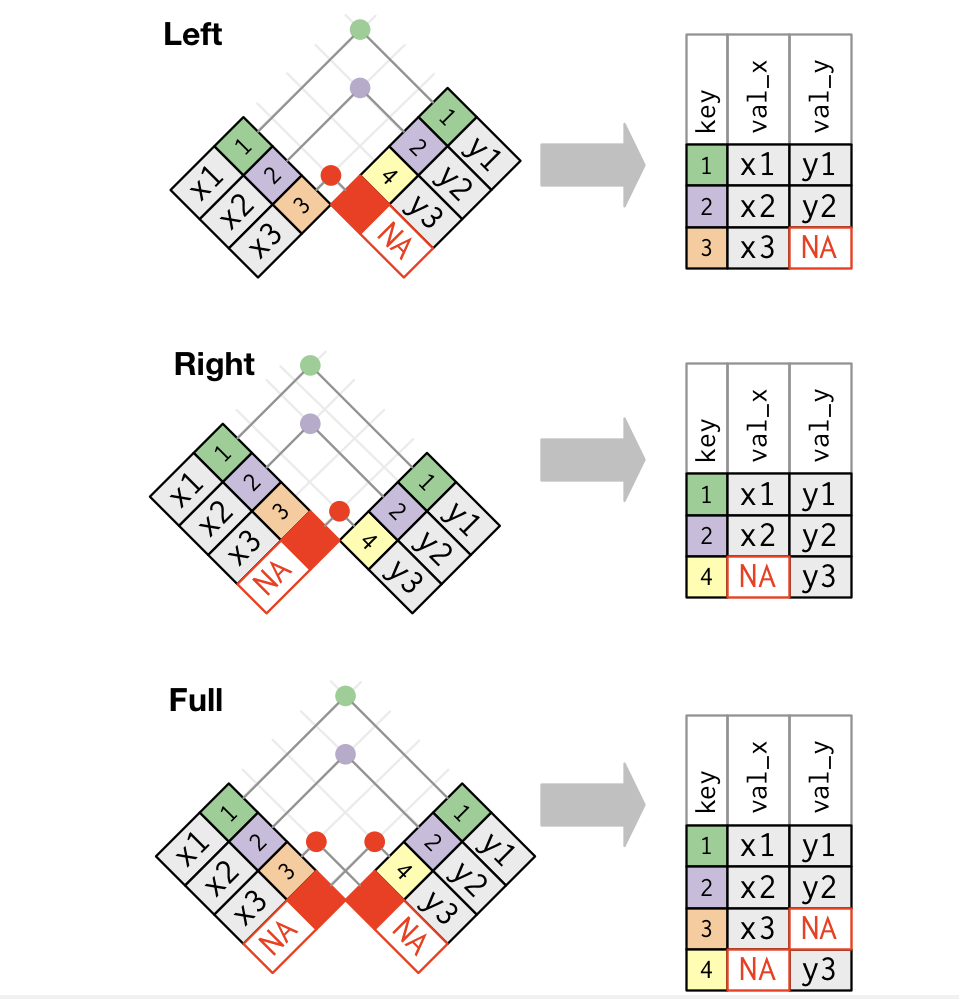 Left
1 x1
2 x2
3 x3
1 y1
2 y2
4 y3
NA
key val_x val_y
1 x1 y1
2 x2 y2
3 x3 NA
Right
1 x1
2 x2
3 x3
NA
1 y1
2 y2
4 y3
key val_x val_y
1 x1 y1
2 x2 y2
4 NA y3
Full
1 x1
2 x2
3 x3
NA
1 y1
2 y2
4 y3
NA
key val_x val_y
1 x1 y1
2 x2 y2
3 x3 NA
4 NA y3